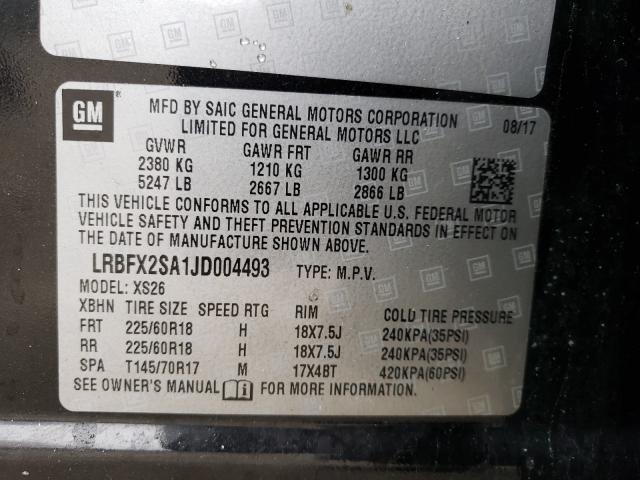 GM GM GM
GM
MFD BY SAIC GENERAL MOTORS CORPORATION
LIMITED FOR GENERAL MOTORS LLC
08/17
GVWR GAWR FRT GAWR RR
2380 KG 1210 KG 1300 KG
5247 LB 2667 LB 2866 LB
THIS VEHICLE CONFORMS TO ALL APPLICABLE U.S. FEDERAL MOTOR
VEHICLE SAFETY AND THEFT PREVENTION STANDARDS IN EFFECT ON
THE DATE OF MANUFACTURE SHOWN ABOVE.
LRBFX2SA1JD004493 TYPE: M.P.V.
MODEL: XS26
XBHN TIRE SIZE SPEED RTG RIM COLD TIRE PRESSURE
FRT 225/60R18 H 18X7.5J 240KPA(35PSI)
RR 225/60R18 H 18X7.5J 240KPA(35PSI)
SPA T145/70R17 M 17X4BT 420KPA(60PSI)
SEE OWNER'S MANUAL FOR MORE INFORMATION.